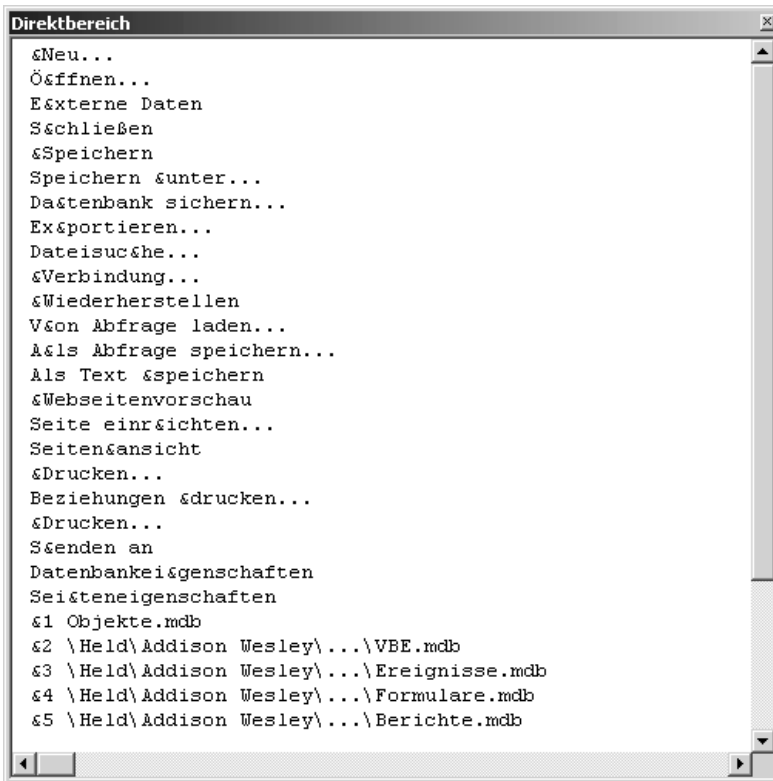 Direktbereich
&Neu...
Ö&ffnen...
E&xterne Daten
S&chließen
&Speichern
Speichern &unter...
Da&tenbank sichern...
Ex&portieren...
Dateisuc&he...
&Verbindung...
&Wiederherstellen
V&on Abfrage laden...
A&ls Abfrage speichern...
Als Text &speichern
&Webseitenvorschau
Seite einr&ichten...
Seiten&ansicht
&Drucken...
Beziehungen &drucken...
&Drucken...
S&enden an
Datenbankei&genschaften
Sei&teneigenschaften
&1 Objekte.mdb
&2 \Held\Addison Wesley\...\VBE.mdb
&3 \Held\Addison Wesley\...\Ereignisse.mdb
&4 \Held\Addison Wesley\...\Formulare.mdb
&5 \Held\Addison Wesley\...\Berichte.mdb